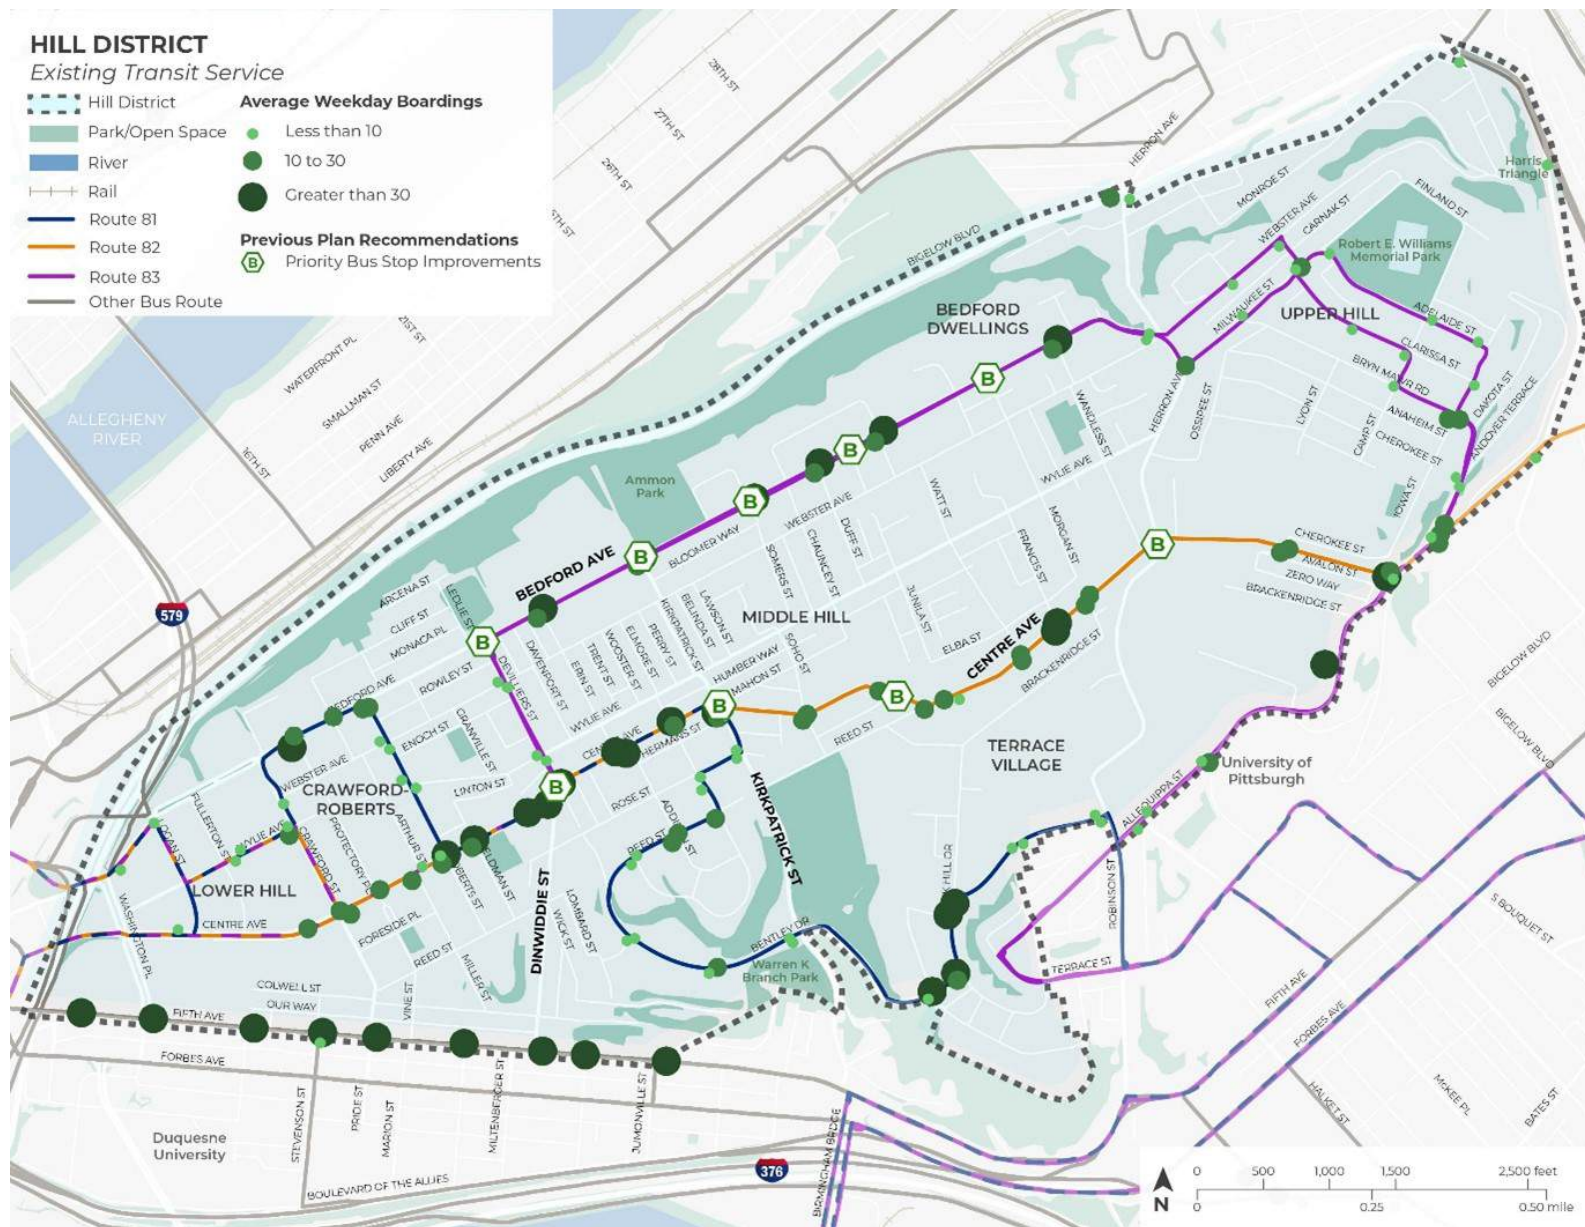 HILL DISTRICT
Existing Transit Service
Hill District
Park/Open Space
River
Rail
Route 81
Route 82
Route 83
Other Bus Route
Average Weekday Boardings
Less than 10
10 to 30
Greater than 30
Previous Plan Recommendations
B
Priority Bus Stop Improvements
28TH ST
27TH ST
26TH ST
5TH ST
21ST ST
HERRON AVE
Harris
Triangle
FINLAND ST
MONROE ST
WEBSTER AVE
CARNAK ST
Robert E. Williams
Memorial Park
BIGELOW BLVD
BEDFORD
DWELLINGS
MILWAUKEE ST
UPPER HILL
ADELAIDE ST
CLARISSA ST
BRYN MAWR RD
DAKOTA ST
ANDOVER TERRACE
ANAHEIM ST
CHEROKEE ST
CAMP ST
LYON ST
OSSIPEE ST
HERRON AVE
WANDLESS ST
IOWA ST
WATERFRONT PL
SMALLMAN ST
PENN AVE
LIBERTY AVE
16TH ST
ALLEGHENY
RIVER
B
B
B
B
B
B
B
B
B
Ammon
Park
WYLIE AVE
WEBSTER AVE
WATT ST
MORGAN ST
FRANCIS ST
DUFF ST
CHAUNCEY ST
SOMERS ST
BLOOMER WAY
BEDFORD AVE
JUNILA ST
CHEROKEE ST
AVALON ST
ZERO WAY
BRACKENRIDGE ST
579
ARCENA ST
CLIFF ST
LEDLIE ST
MONACA PL
MIDDLE HILL
LAWSON ST
BELINDA ST
KIRKPATRICK ST
PERRY ST
ELMORE ST
WOOSTER ST
TRENT ST
ERIN ST
DAVENPORT ST
DEVILLIERS ST
ROWLEY ST
BEDFORD AVE
HUMBER WAY
MAHON ST
SOHO ST
WYLIE AVE
ELBA ST
CENTRE AVE
BRACKENRIDGE ST
BIGELOW BLVD
BIGELOW BLVD
ENOCH ST
GRANVILLE ST
HERMANS ST
REED ST
TERRACE
VILLAGE
WEBSTER AVE
CRAWFORD-
ROBERTS
LINTON ST
ROSE ST
REED ST
KIRKPATRICK ST
University of
Pittsburgh
ALLEQUIPPA ST
LOGAN ST
FULLERTON ST
WYLIE AVE
CRAWFORD ST
PROTECTORY PL
ARTHUR ST
LOWER HILL
CENTRE AVE
WASHINGTON PL
FORESIDE PL
REED ST
MILLER ST
VINE ST
DINWIDDIE ST
LOMBARD ST
WICK ST
BENTLEY DR
Warren K
Branch Park
ROBINSON ST
TERRACE ST
S BOUQUET ST
FIFTH AVE
FORBES AVE
COLWELL ST
OUR WAY
FIFTH AVE
FORBES AVE
STEVENSON ST
PRIDE ST
MARION ST
MILTENBERGER ST
JUMONVILLE ST
Duquesne
University
BOULEVARD OF THE ALLIES
BIRMINGHAM BRIDGE
376
HALKET ST
McKEE PL
BATES ST
N
0 500 1,000 1,500 2,500 feet
0.25 0.50 mile